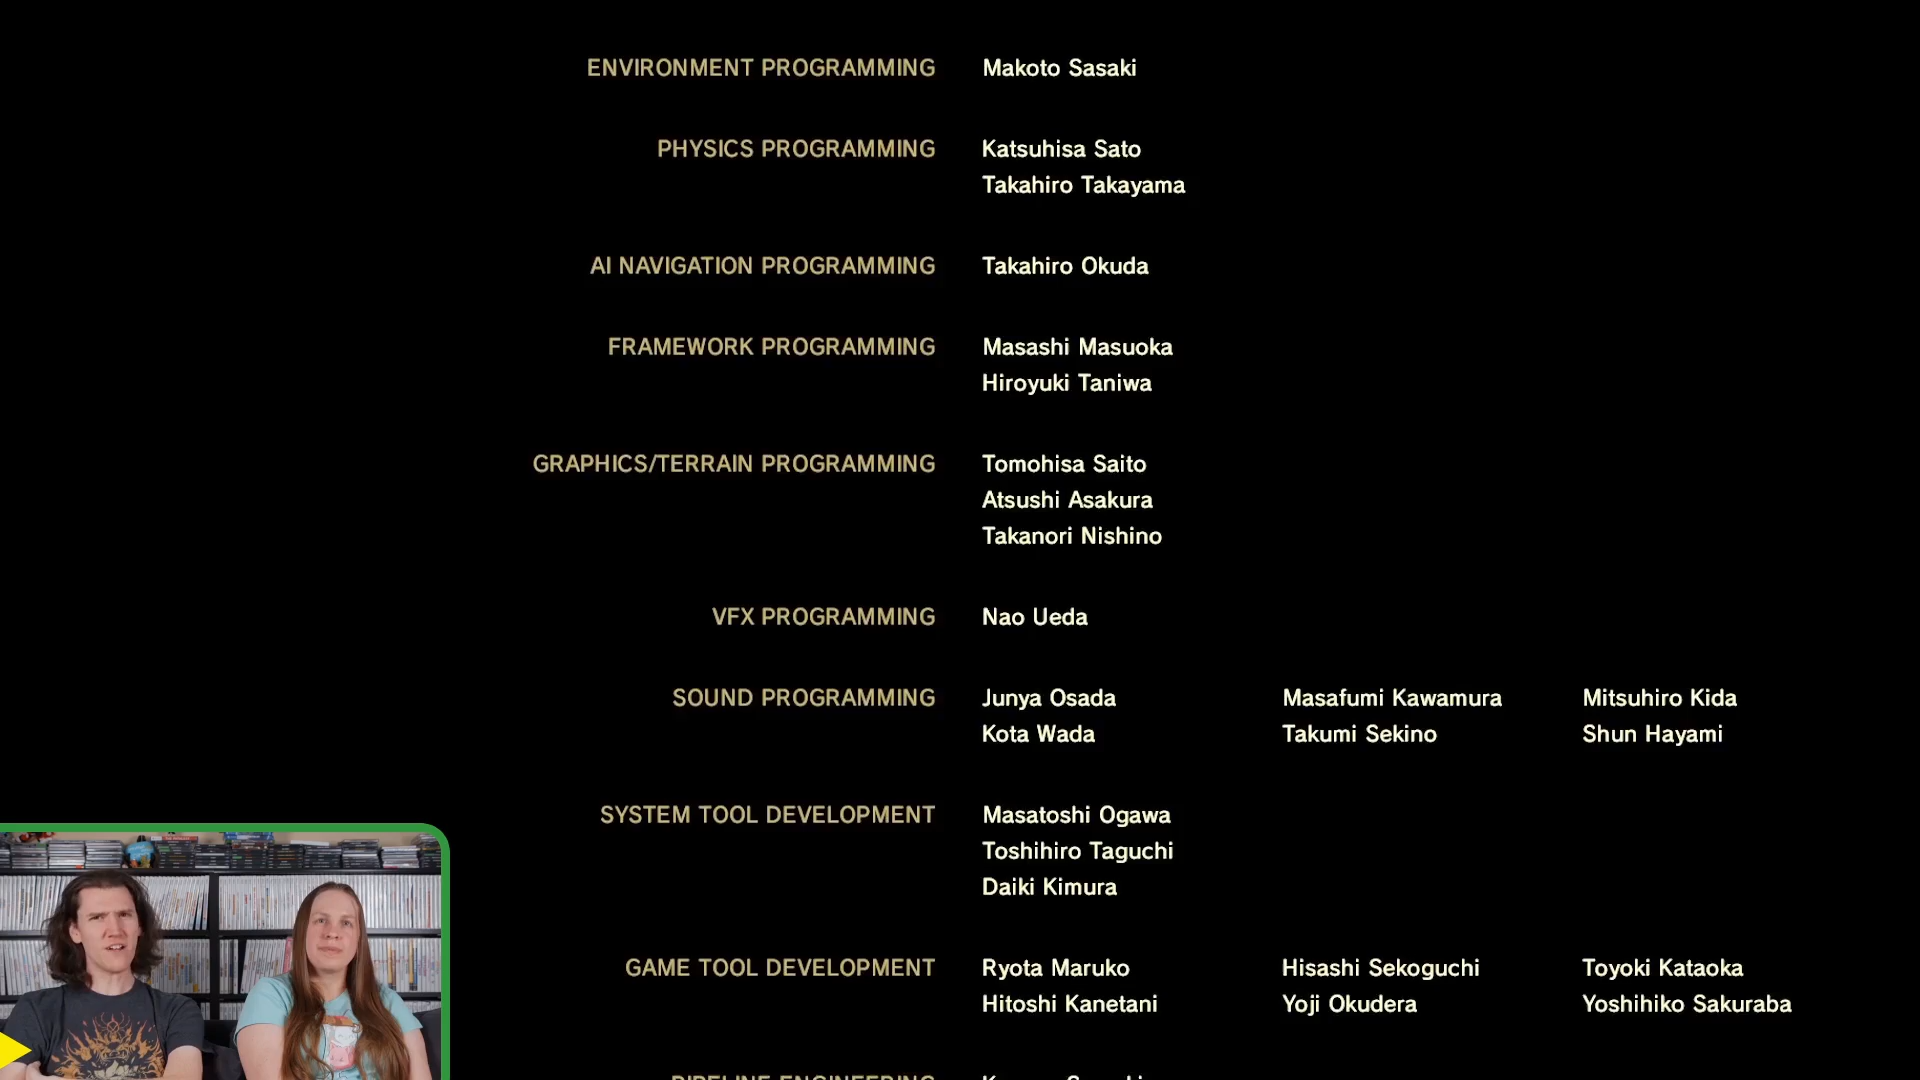 ENVIRONMENT PROGRAMMING Makoto Sasaki
PHYSICS PROGRAMMING Katsuhisa Sato
Takahiro Takayama
AI NAVIGATION PROGRAMMING Takahiro Okuda
FRAMEWORK PROGRAMMING Masashi Masuoka
Hiroyuki Taniwa
GRAPHICS/TERRAIN PROGRAMMING Tomohisa Saito
Atsushi Asakura
Takanori Nishino
VFX PROGRAMMING Nao Ueda
SOUND PROGRAMMING Junya Osada Masafumi Kawamura Mitsuhiro Kida
Kota Wada Takumi Sekino Shun Hayami
SYSTEM TOOL DEVELOPMENT Masatoshi Ogawa
Toshihiro Taguchi
Daiki Kimura
GAME TOOL DEVELOPMENT Ryota Maruko Hisashi Sekoguchi Toyoki Kataoka
Hitoshi Kanetani Yoji Okudera Yoshihiko Sakuraba
PIPELINE ENGINEERING